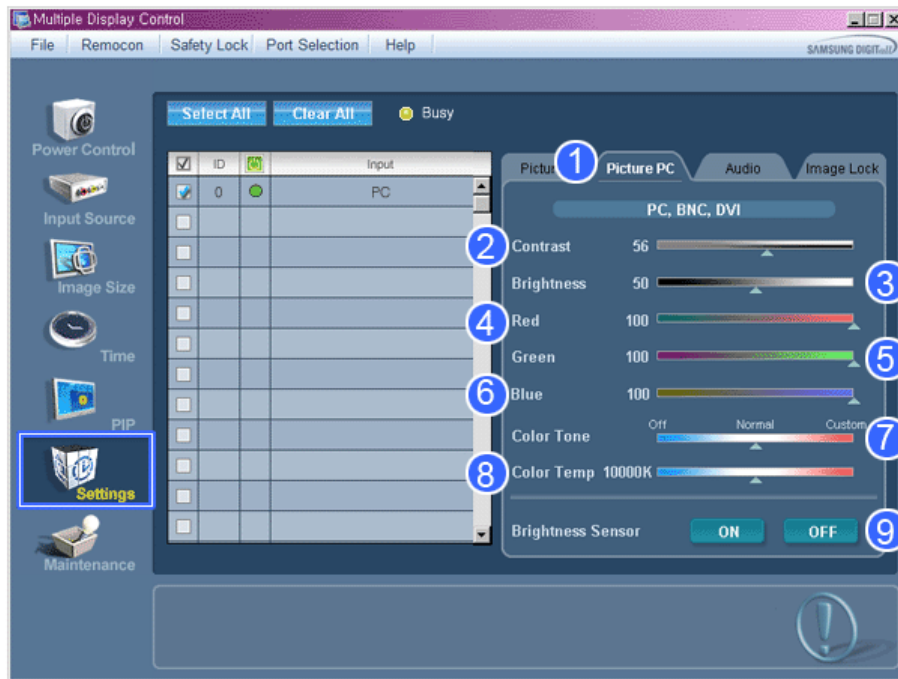 Multiple Display Control
File Remocon Safety Lock Port Selection Help
SAMSUNG DIGITall
Select All Clear All Busy
Power Control
Input Source
Image Size
Time
PIP
Settings
Maintenance
ID Input
0 PC
1 Picture PC Audio Image Lock
PC, BNC, DVI
2 Contrast 56
Brightness 50 3
4 Red 100
Green 100 5
6 Blue 100
Color Tone Off Normal Custom 7
8 Color Temp 10000K
Brightness Sensor ON OFF 9